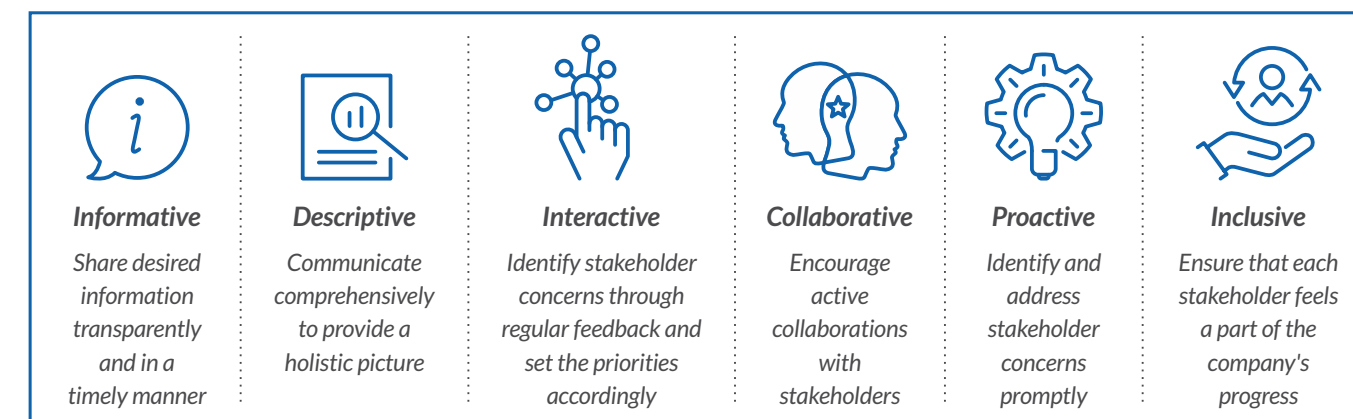 i
Informative
Share desired
information
transparently
and in a
timely manner
Descriptive
Communicate
comprehensively
to provide a
holistic picture
Interactive
Identify stakeholder
concerns through
regular feedback and
set the priorities
accordingly
Collaborative
Encourage
active
collaborations
with
stakeholders
Proactive
Identify and
address
stakeholder
concerns
promptly
Inclusive
Ensure that each
stakeholder feels
a part of the
company's
progress